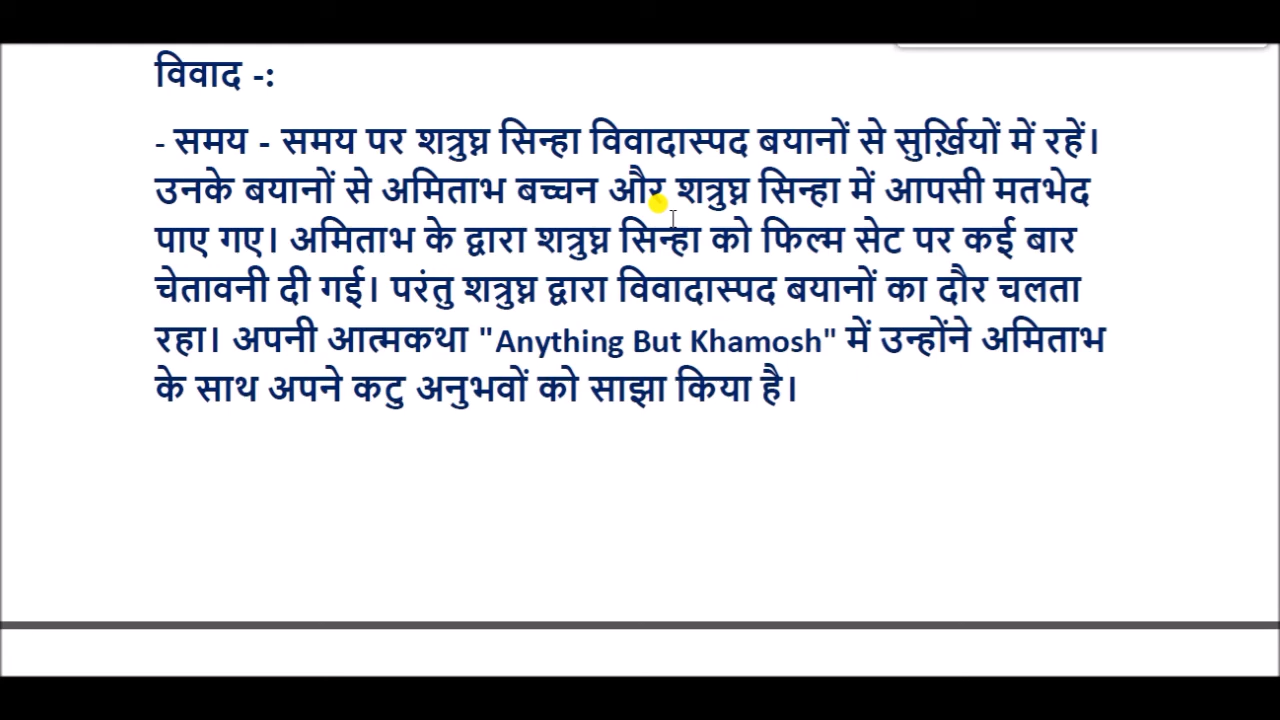 विवाद -:
- समय - समय पर शत्रुघ्न सिन्हा विवादास्पद बयानों से सुर्ख़ियों में रहें।
उनके बयानों से अमिताभ बच्चन और शत्रुघ्न सिन्हा में आपसी मतभेद
पाए गए। अमिताभ के द्वारा शत्रुघ्न सिन्हा को फिल्म सेट पर कई बार
चेतावनी दी गई। परंतु शत्रुघ्न द्वारा विवादास्पद बयानों का दौर चलता
रहा। अपनी आत्मकथा "Anything But Khamosh" में उन्होंने अमिताभ
के साथ अपने कटु अनुभवों को साझा किया है।